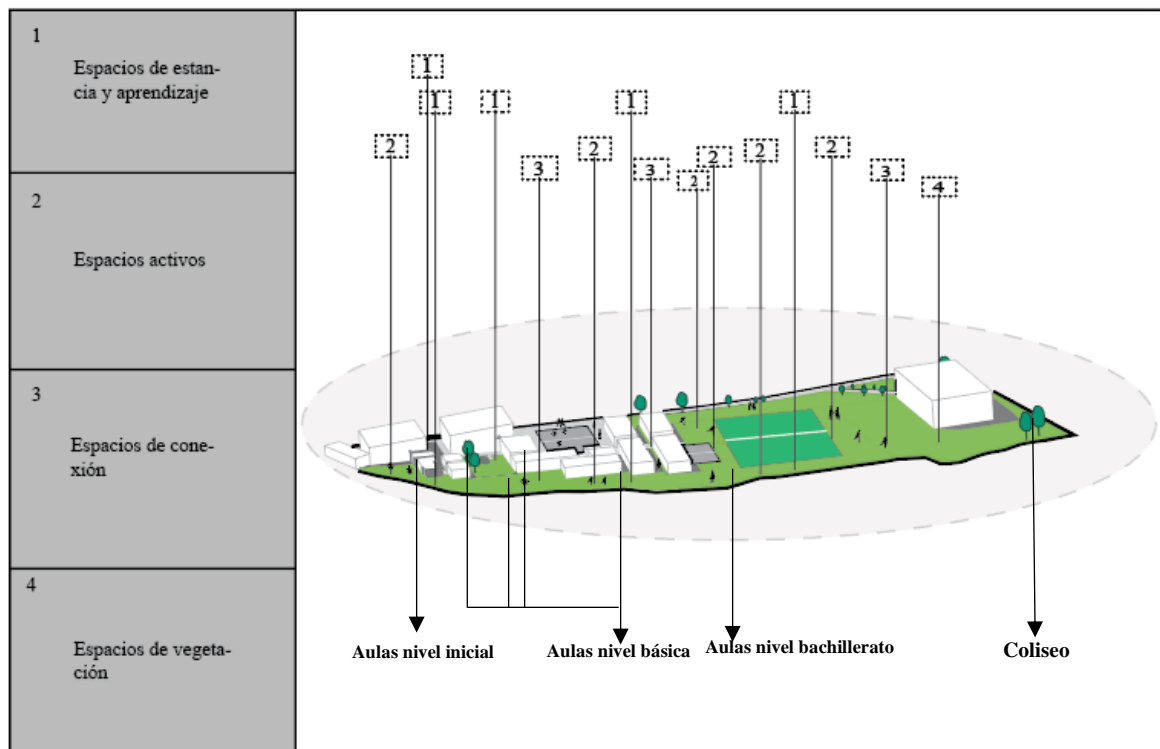 1
Espacios de estan-
cia y aprendizaje
2
Espacios activos
3
Espacios de cone-
xión
4
Espacios de vegeta-
ción
1
1 1 1 1
2 2 2 2 2
3 3 2 3
4
Aulas nivel inicial
Aulas nivel básica
Aulas nivel bachillerato
Coliseo